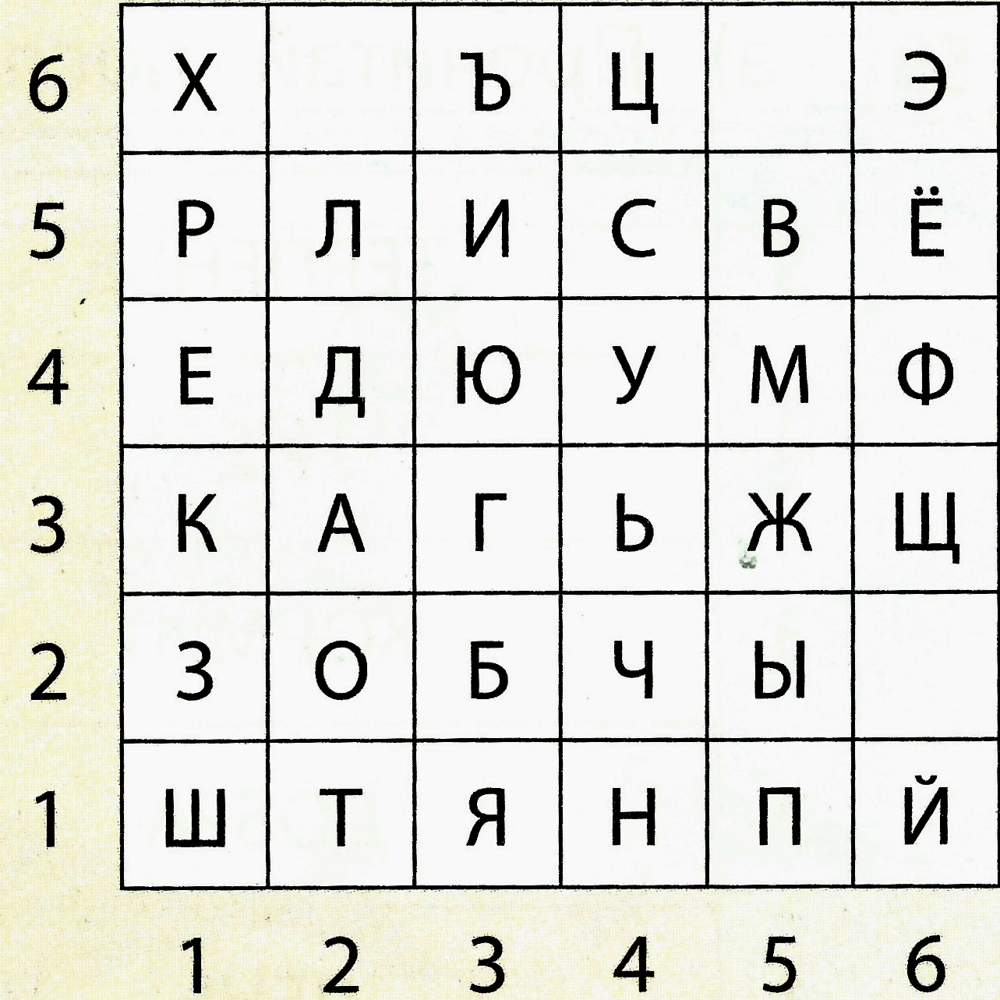 6 Х Ъ Ц Э
5 Р Л И С В Ё
4 Е Д Ю У М Ф
3 К А Г Ь Ж Щ
2 З О Б Ч Ы
1 Ш Т Я Н П Й
1 2 3 4 5 6